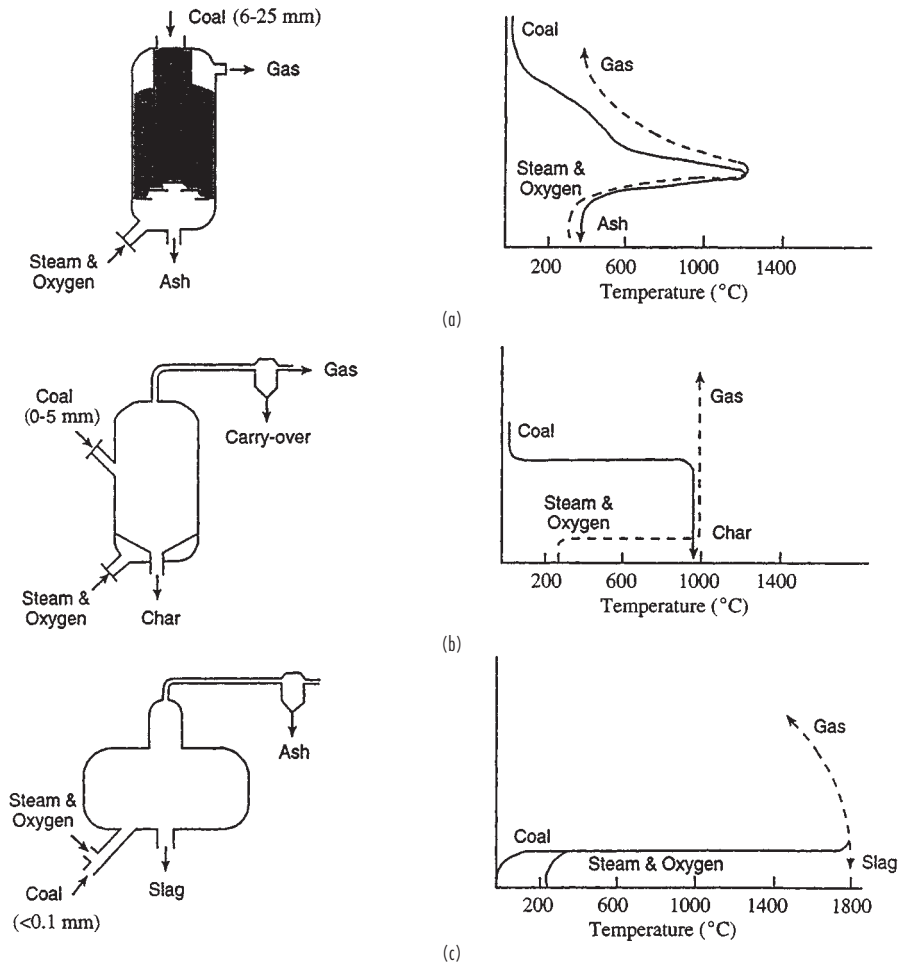 Coal (6-25 mm)
Gas
Steam &
Oxygen
Ash
Coal
Gas
Steam &
Oxygen
Ash
200 600 1000 1400
Temperature (°C)
(a)
Coal
(0-5 mm)
Gas
Carry-over
Steam &
Oxygen
Char
Coal
Gas
Steam &
Oxygen
Char
200 600 1000 1400
Temperature (°C)
(b)
Ash
Steam &
Oxygen
Coal
(<0.1 mm)
Slag
Gas
Coal
Steam & Oxygen
Slag
200 600 1000 1400 1800
Temperature (°C)
(c)